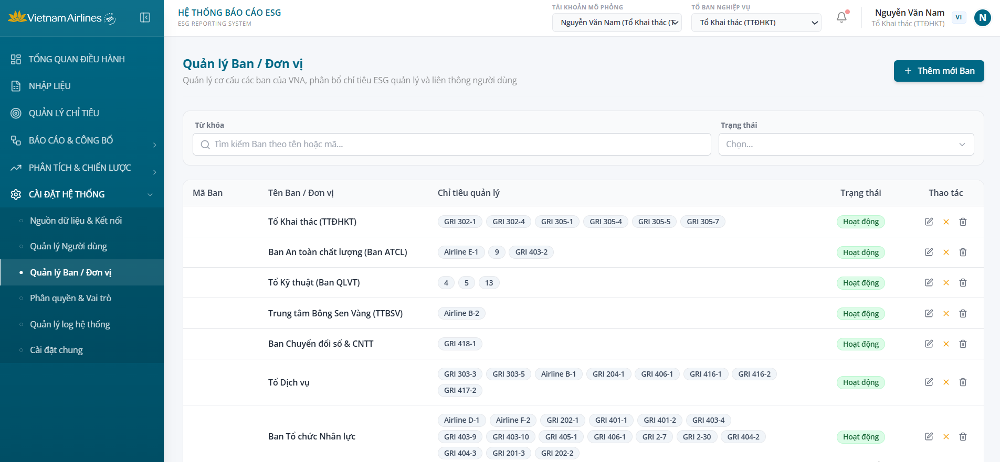 Vietnam Airlines
HỆ THỐNG BÁO CÁO ESG
ESG REPORTING SYSTEM
TÀI KHOẢN MÔ PHỎNG
Nguyễn Văn Nam (Tổ Khai thác (T
TỔ BAN NGHIỆP VỤ
Tổ Khai thác (TTĐHKT)
Nguyễn Văn Nam
Tổ Khai thác (TTĐHKT)
VI
N
TỔNG QUAN ĐIỀU HÀNH
NHẬP LIỆU
QUẢN LÝ CHỈ TIÊU
BÁO CÁO & CÔNG BỐ
PHÂN TÍCH & CHIẾN LƯỢC
CÀI ĐẶT HỆ THỐNG
Nguồn dữ liệu & Kết nối
Quản lý Người dùng
Quản lý Ban / Đơn vị
Phân quyền & Vai trò
Quản lý log hệ thống
Cài đặt chung
Quản lý Ban / Đơn vị
Quản lý cơ cấu các ban của VNA, phân bổ chỉ tiêu ESG quản lý và liên thông người dùng
Thêm mới Ban
Từ khóa
Tìm kiếm Ban theo tên hoặc mã...
Trạng thái
Chọn...
Mã Ban Tên Ban / Đơn vị Chỉ tiêu quản lý Trạng thái Thao tác
Tổ Khai thác (TTĐHKT) GRI 302-1 GRI 302-4 GRI 305-1 GRI 305-4 GRI 305-5 GRI 305-7 Hoạt động
Ban An toàn chất lượng (Ban ATCL) Airline E-1 9 GRI 403-2 Hoạt động
Tổ Kỹ thuật (Ban QLVT) 4 5 13 Hoạt động
Trung tâm Bông Sen Vàng (TTBSV) Airline B-2 Hoạt động
Ban Chuyển đổi số & CNTT GRI 418-1 Hoạt động
GRI 303-3 GRI 303-5 Airline B-1 GRI 204-1 GRI 406-1 GRI 416-1 GRI 416-2
Tổ Dịch vụ Hoạt động
GRI 417-2
Airline D-1 Airline F-2 GRI 202-1 GRI 401-1 GRI 401-2 GRI 403-4
Ban Tổ chức Nhân lực GRI 403-9 GRI 403-10 GRI 405-1 GRI 406-1 GRI 2-7 GRI 2-30 GRI 404-2 Hoạt động
GRI 404-3 GRI 201-3 GRI 202-2